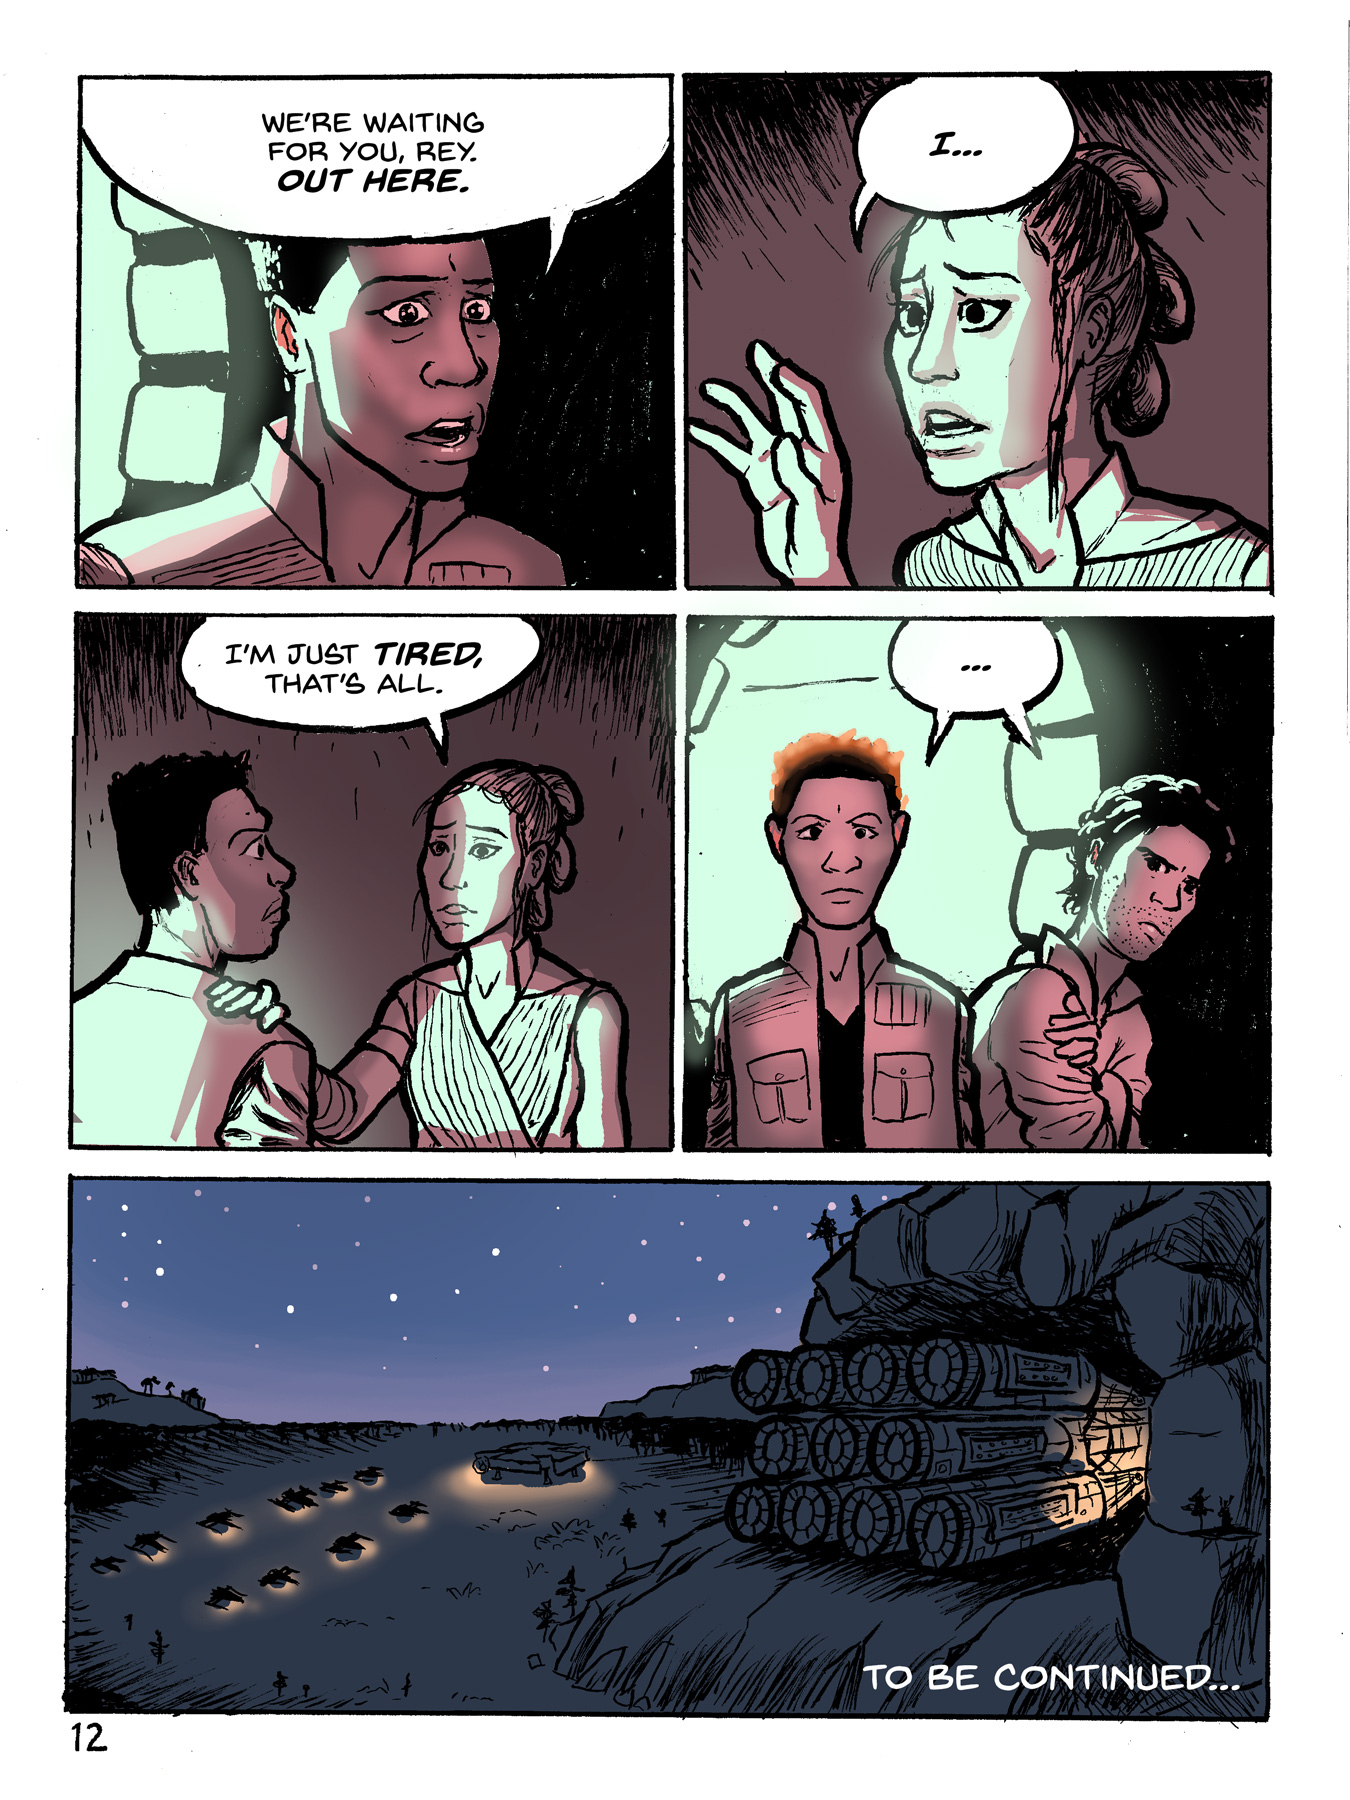 WE'RE WAITING
FOR YOU, REY.
OUT HERE.
I...
I'M JUST TIRED,
THAT'S ALL.
...
TO BE CONTINUED...
12